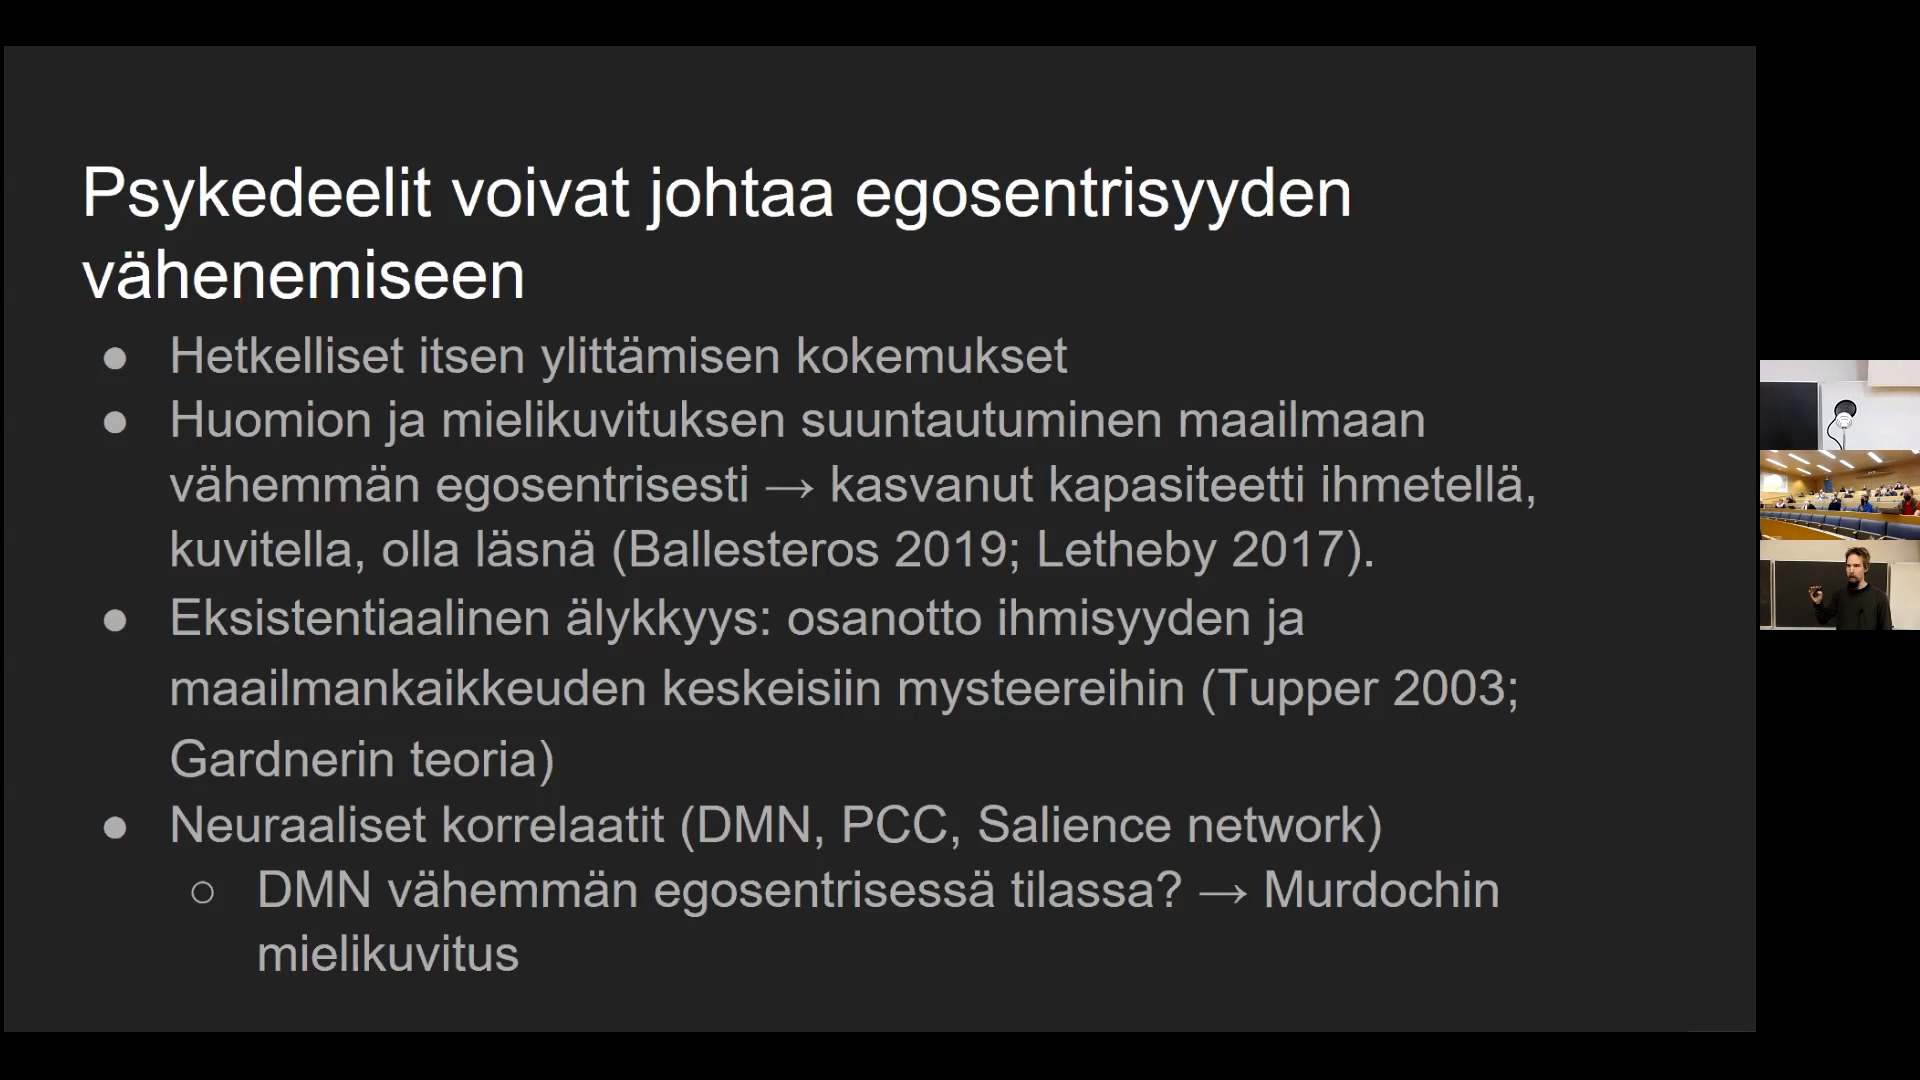 Psykedeelit voivat johtaa egosentrisyyden
vähenemiseen
● Hetkelliset itsen ylittämisen kokemukset
● Huomion ja mielikuvituksen suuntautuminen maailmaan
vähemmän egosentrisesti → kasvanut kapasiteetti ihmetellä,
kuvitella, olla läsnä (Ballesteros 2019; Letheby 2017).
● Eksistentiaalinen älykkyys: osanotto ihmisyyden ja
maailmankaikkeuden keskeisiin mysteereihin (Tupper 2003;
Gardnerin teoria)
● Neuraaliset korrelaatit (DMN, PCC, Salience network)
○ DMN vähemmän egosentrisessä tilassa? → Murdochin
mielikuvitus